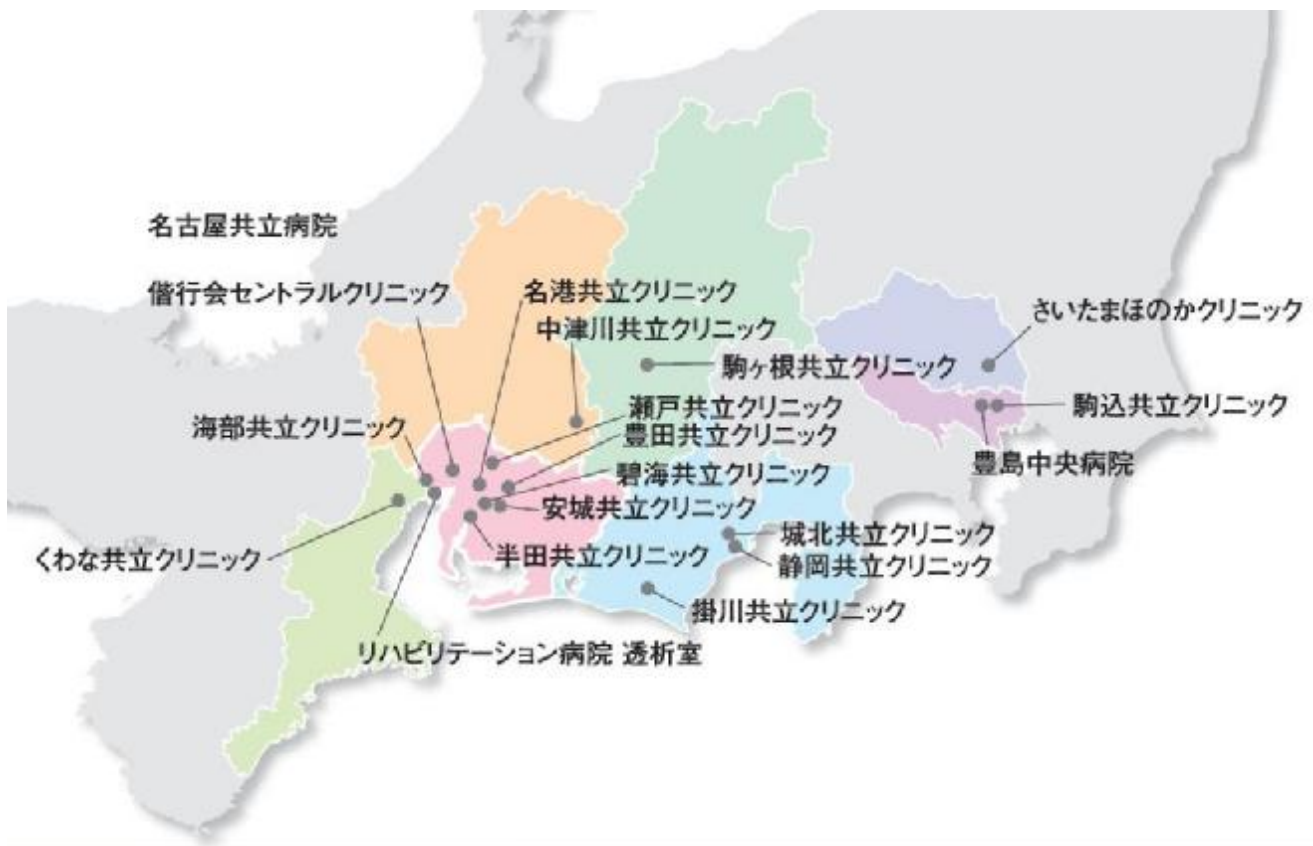 名古屋共立病院
偕行会セントラルクリニック
名港共立クリニック
中津川共立クリニック
さいたまほのかクリニック
駒ヶ根共立クリニック
瀬戸共立クリニック
駒込共立クリニック
海部共立クリニック
豊田共立クリニック
豊島中央病院
碧海共立クリニック
安城共立クリニック
城北共立クリニック
くわな共立クリニック
半田共立クリニック
静岡共立クリニック
掛川共立クリニック
リハビリテーション病院 透析室